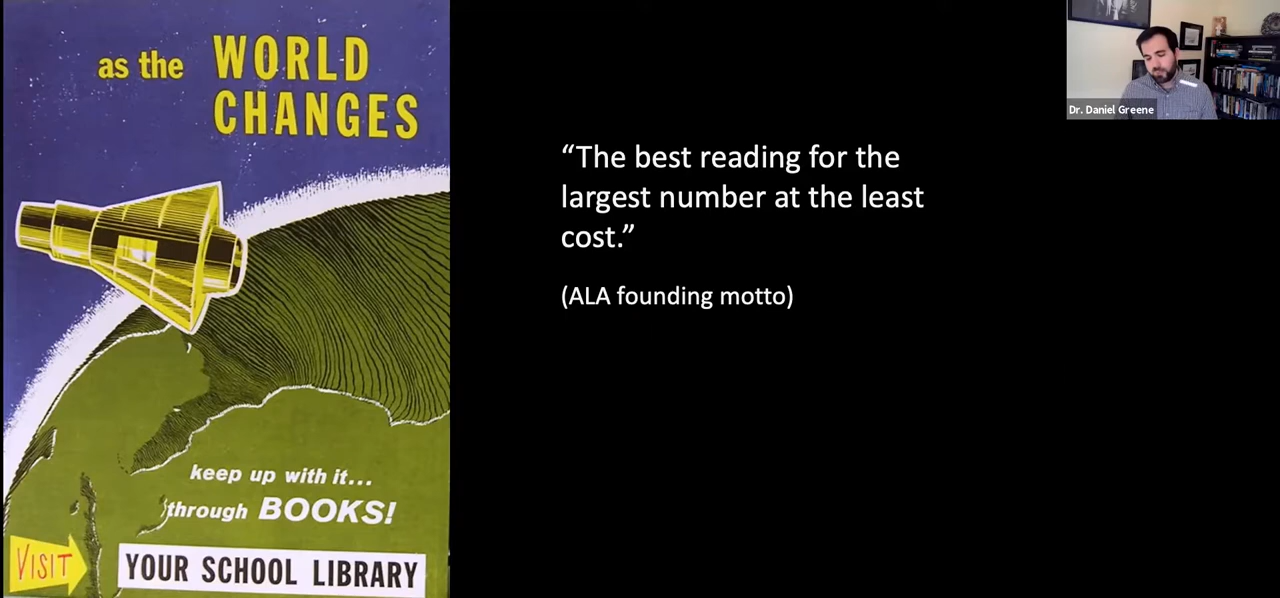 as the WORLD
CHANGES
keep up with it...
through BOOKS!
VISIT
YOUR SCHOOL LIBRARY
“The best reading for the
largest number at the least
cost.”
(ALA founding motto)
Dr. Daniel Greene